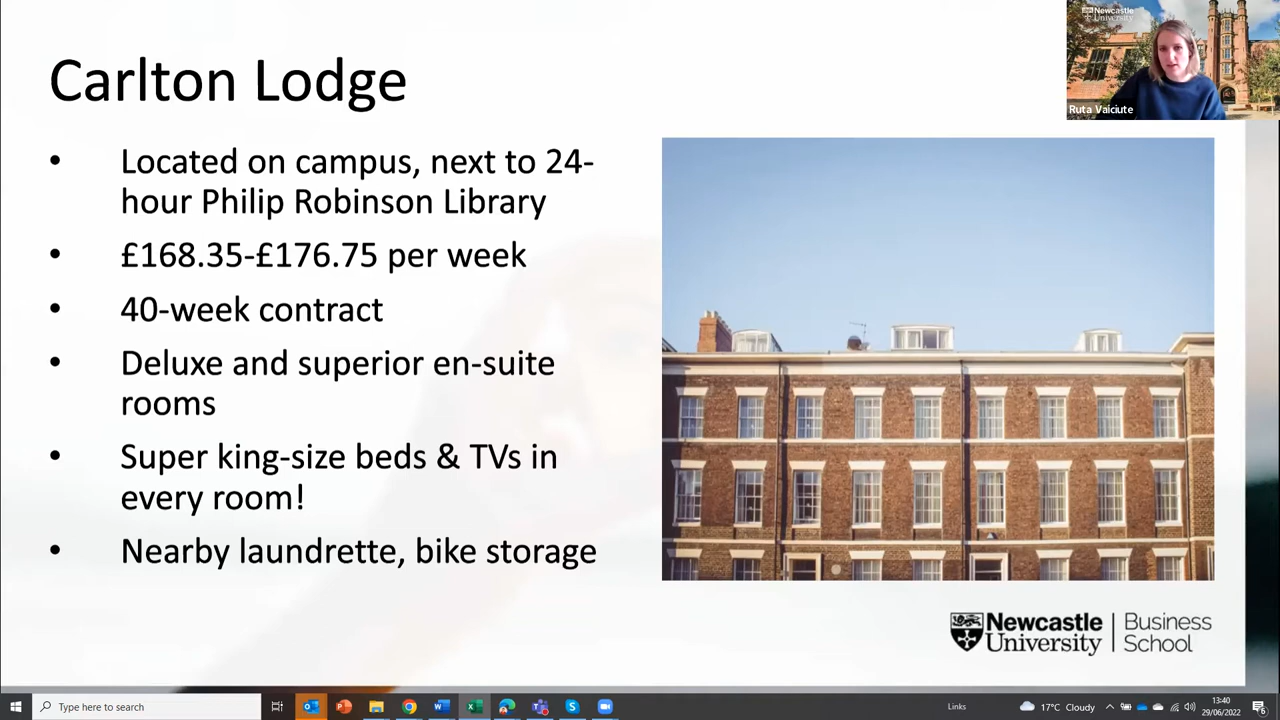 Carlton Lodge
• Located on campus, next to 24-
hour Philip Robinson Library
• £168.35-£176.75 per week
• 40-week contract
• Deluxe and superior en-suite
rooms
• Super king-size beds & TVs in
every room!
• Nearby laundrette, bike storage
Newcastle
University
Ruta Vaiciute
Newcastle
University
Business
School
Type here to search
Links
17°C Cloudy
13:40
29/06/2022